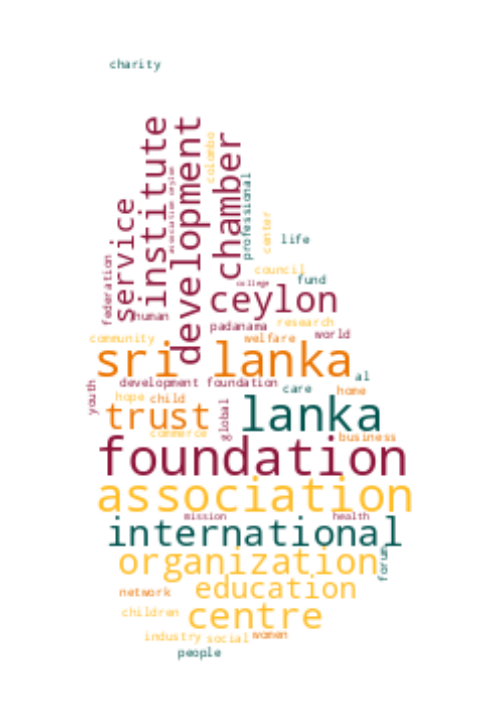 charity
institute
development
chamber
colombo
association ceylon
professional
service
center
life
federation
council
fund
college
human
ceylon
padanama
research
community
welfare
world
sri lanka
al
youth
development foundation
care
home
hope
child
trust
global
lanka
commerce
business
foundation
association
mission
health
international
forum
organization
network
education
children
centre
industry
social
women
people